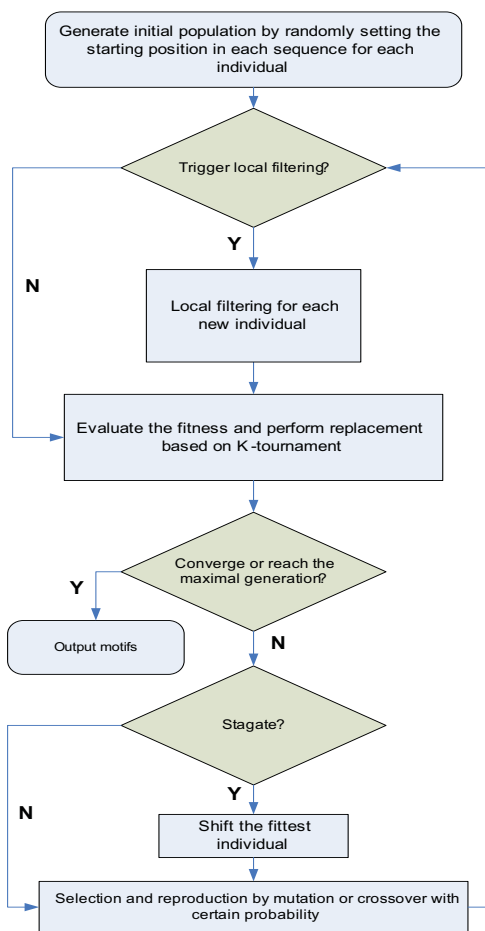 Generate initial population by randomly setting the
starting position in each sequence for each
individual
Trigger local filtering?
Y
N
Local filtering for each
new individual
Evaluate the fitness and perform replacement
based on K-tournament
Converge or reach the
maximal generation?
Y
N
Output motifs
Stagate?
Y
N
Shift the fittest
individual
Selection and reproduction by mutation or crossover with
certain probability